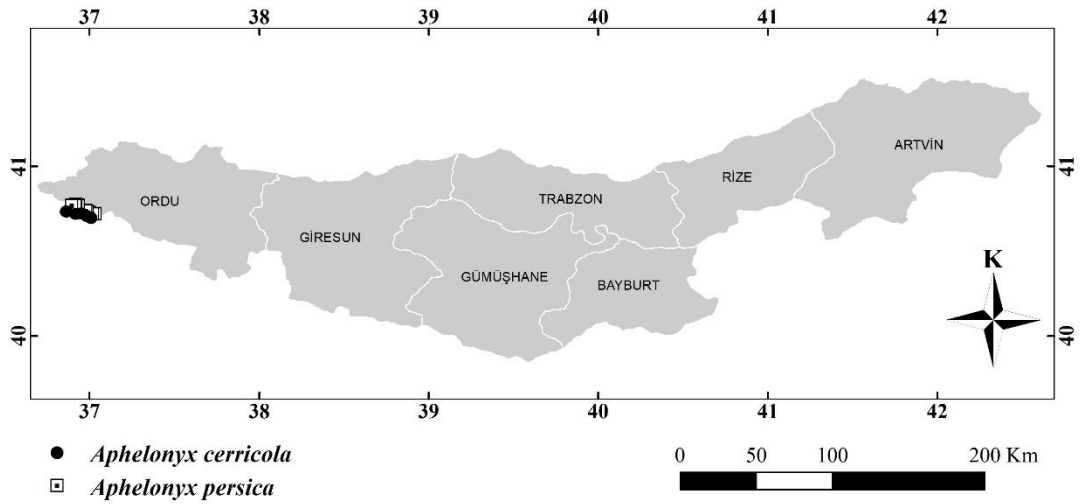 37 38 39 40 41 42
41 41
40 40
ORDU
GİRESUN
TRABZON
GÜMÜŞHANE
BAYBURT
RİZE
ARTVİN
K
37 38 39 40 41 42
Aphelonyx cerricola
Aphelonyx persica
0 50 100 200 Km